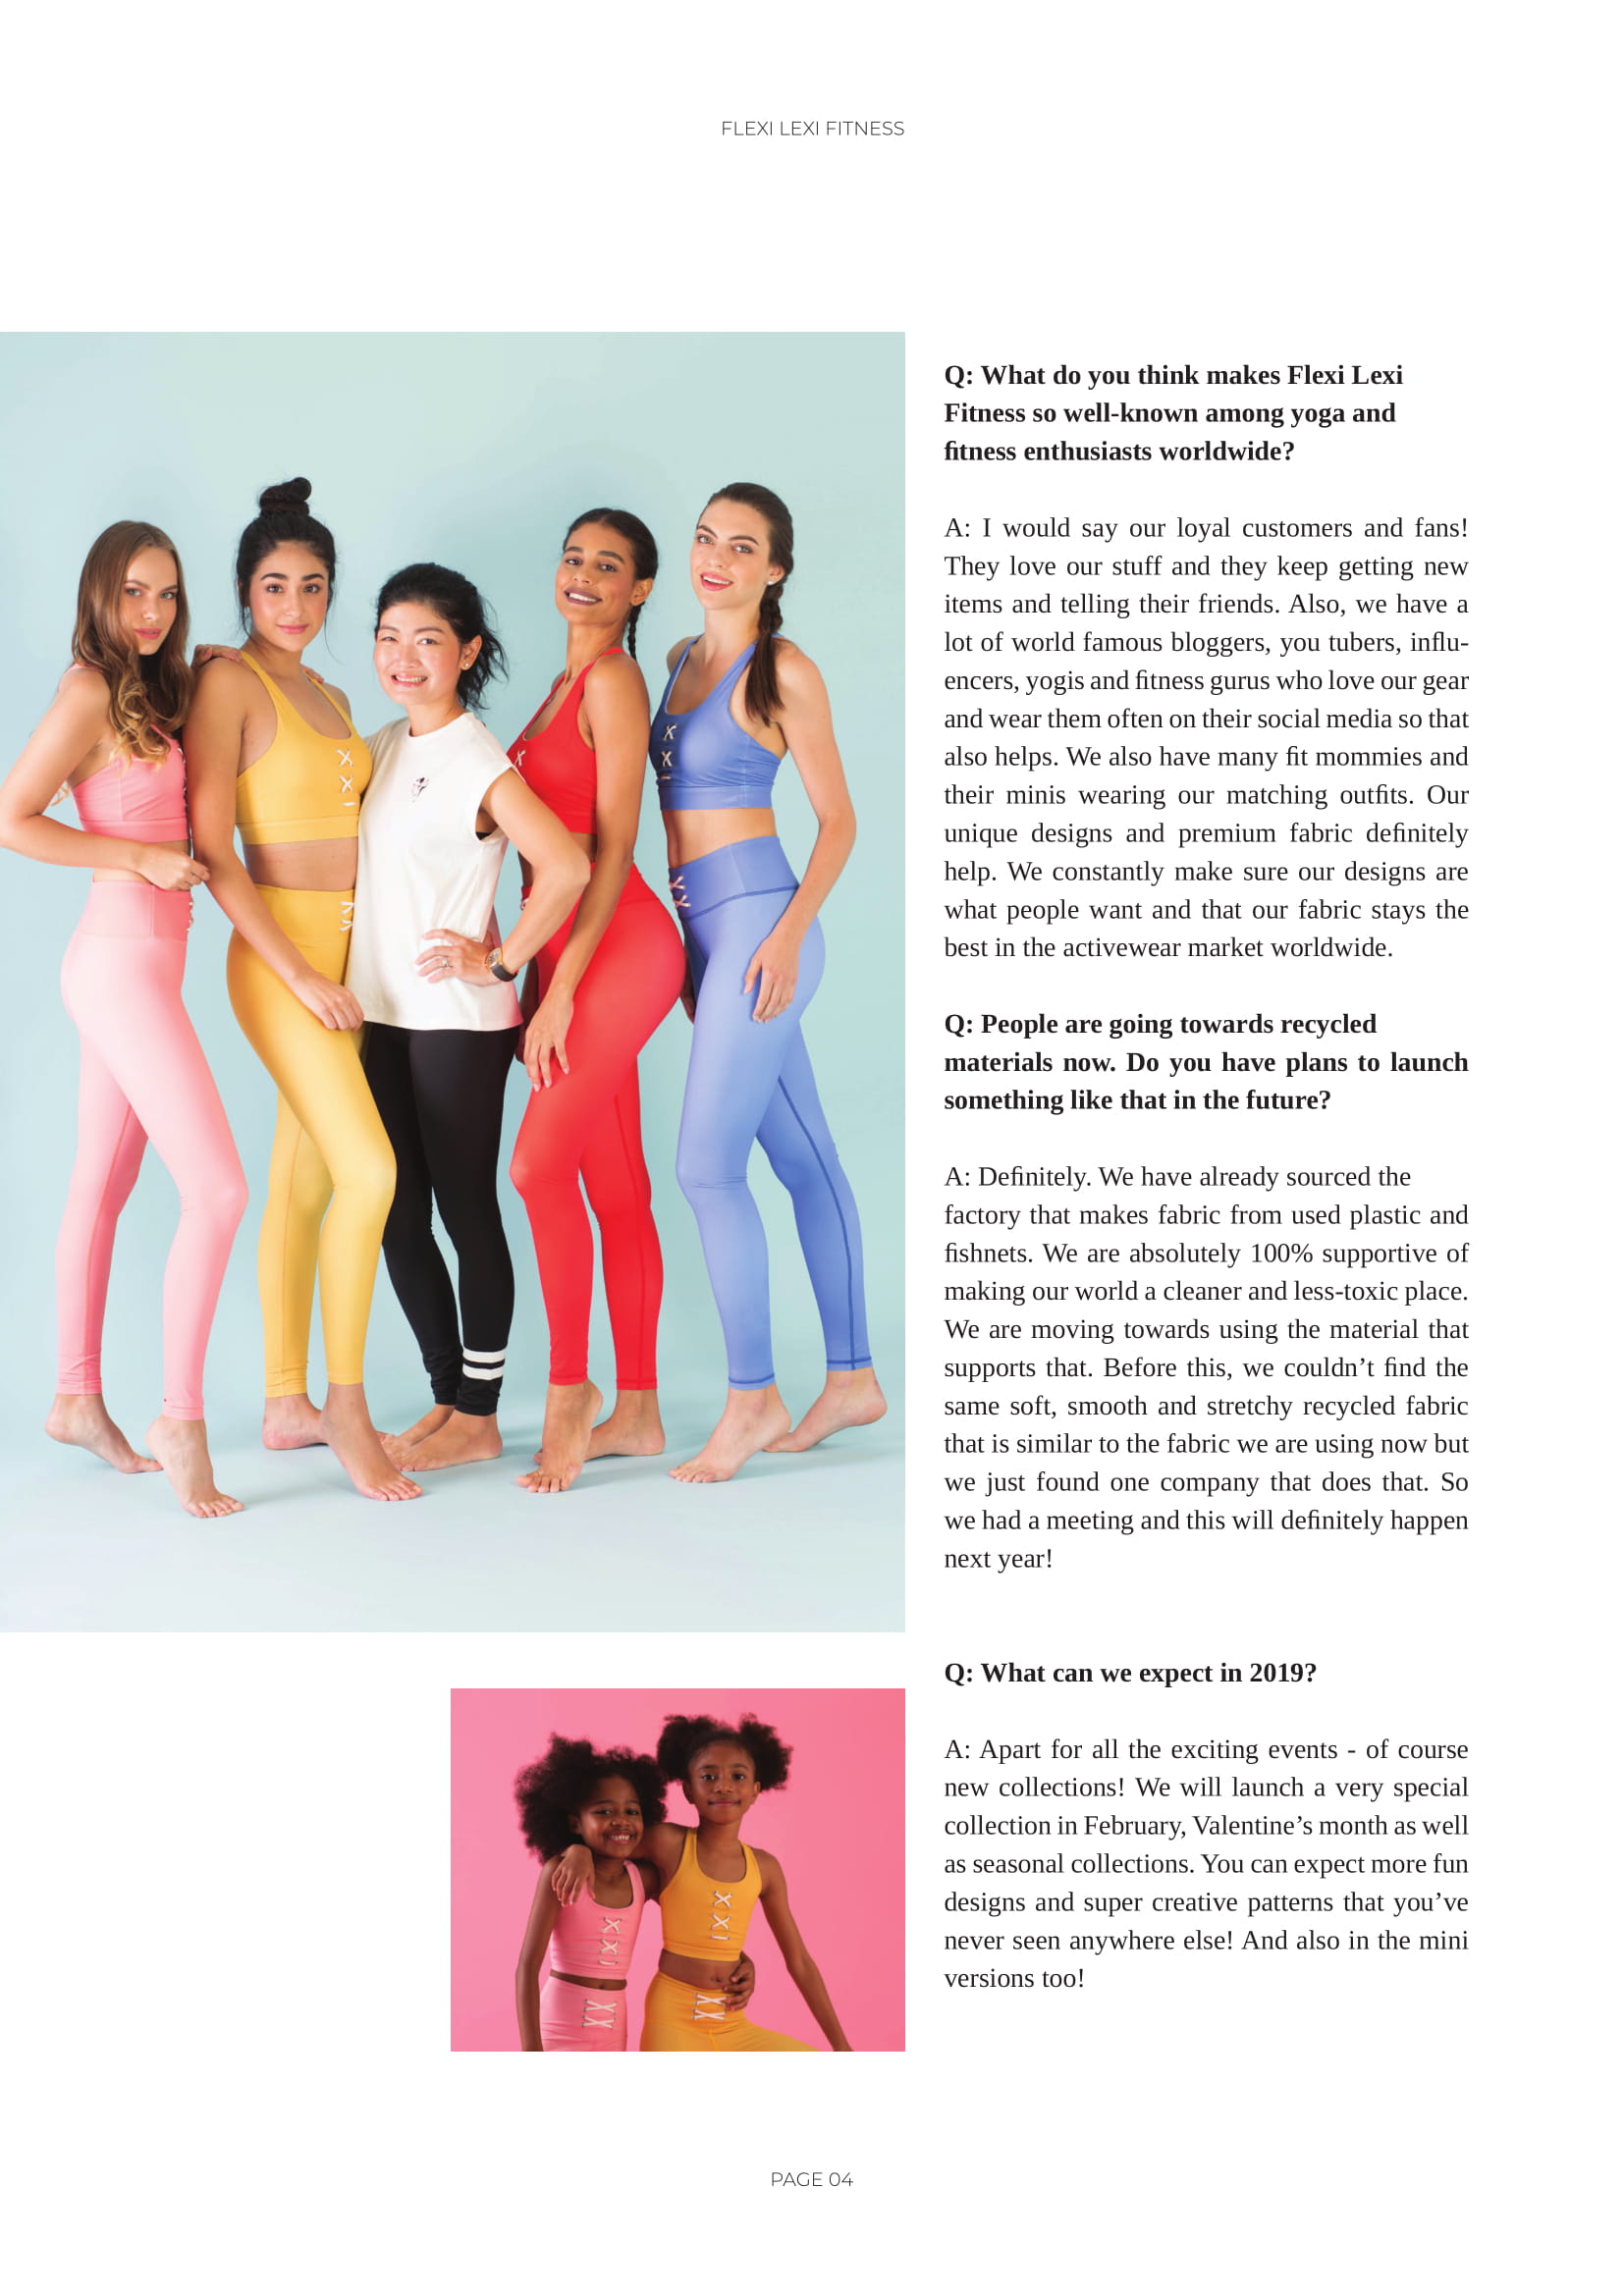 FLEXI LEXI FITNESS
Q: What do you think makes Flexi Lexi
Fitness so well-known among yoga and
fitness enthusiasts worldwide?
A: I would say our loyal customers and fans!
They love our stuff and they keep getting new
items and telling their friends. Also, we have a
lot of world famous bloggers, you tubers, influ-
encers, yogis and fitness gurus who love our gear
and wear them often on their social media so that
also helps. We also have many fit mommies and
their minis wearing our matching outfits. Our
unique designs and premium fabric definitely
help. We constantly make sure our designs are
what people want and that our fabric stays the
best in the activewear market worldwide.
Q: People are going towards recycled
materials now. Do you have plans to launch
something like that in the future?
A: Definitely. We have already sourced the
factory that makes fabric from used plastic and
fishnets. We are absolutely 100% supportive of
making our world a cleaner and less-toxic place.
We are moving towards using the material that
supports that. Before this, we couldn’t find the
same soft, smooth and stretchy recycled fabric
that is similar to the fabric we are using now but
we just found one company that does that. So
we had a meeting and this will definitely happen
next year!
Q: What can we expect in 2019?
A: Apart for all the exciting events - of course
new collections! We will launch a very special
collection in February, Valentine’s month as well
as seasonal collections. You can expect more fun
designs and super creative patterns that you’ve
never seen anywhere else! And also in the mini
versions too!
PAGE 04